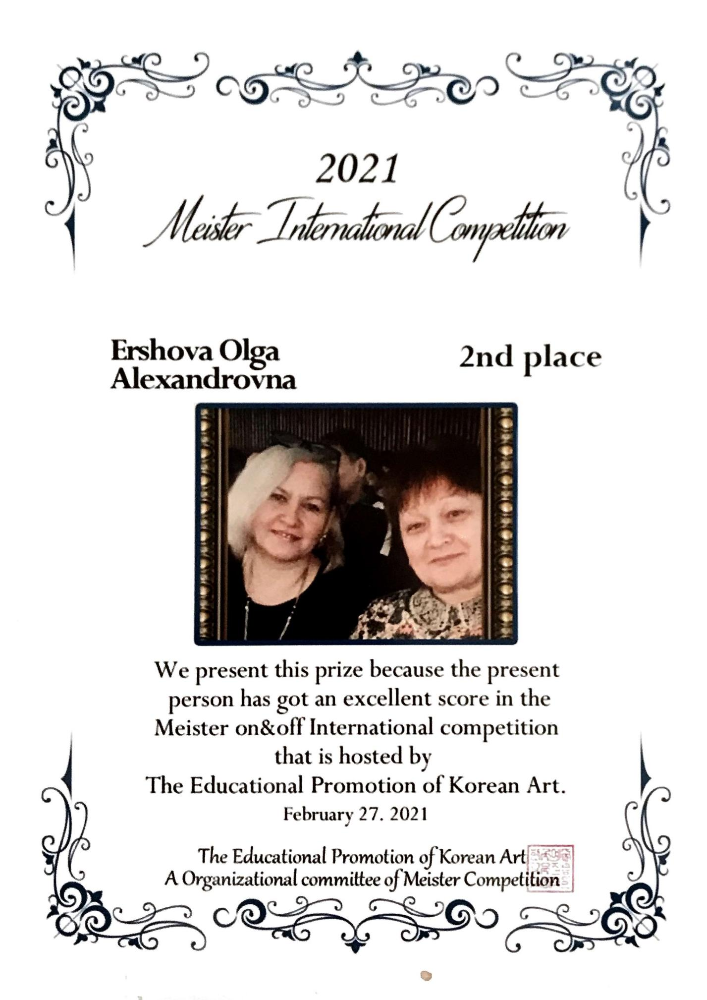 2021
Meister International Competition
Ershova Olga
Alexandrovna
2nd place
We present this prize because the present
person has got an excellent score in the
Meister on&off International competition
that is hosted by
The Educational Promotion of Korean Art.
February 27. 2021
The Educational Promotion of Korean Art
A Organizational committee of Meister Competition